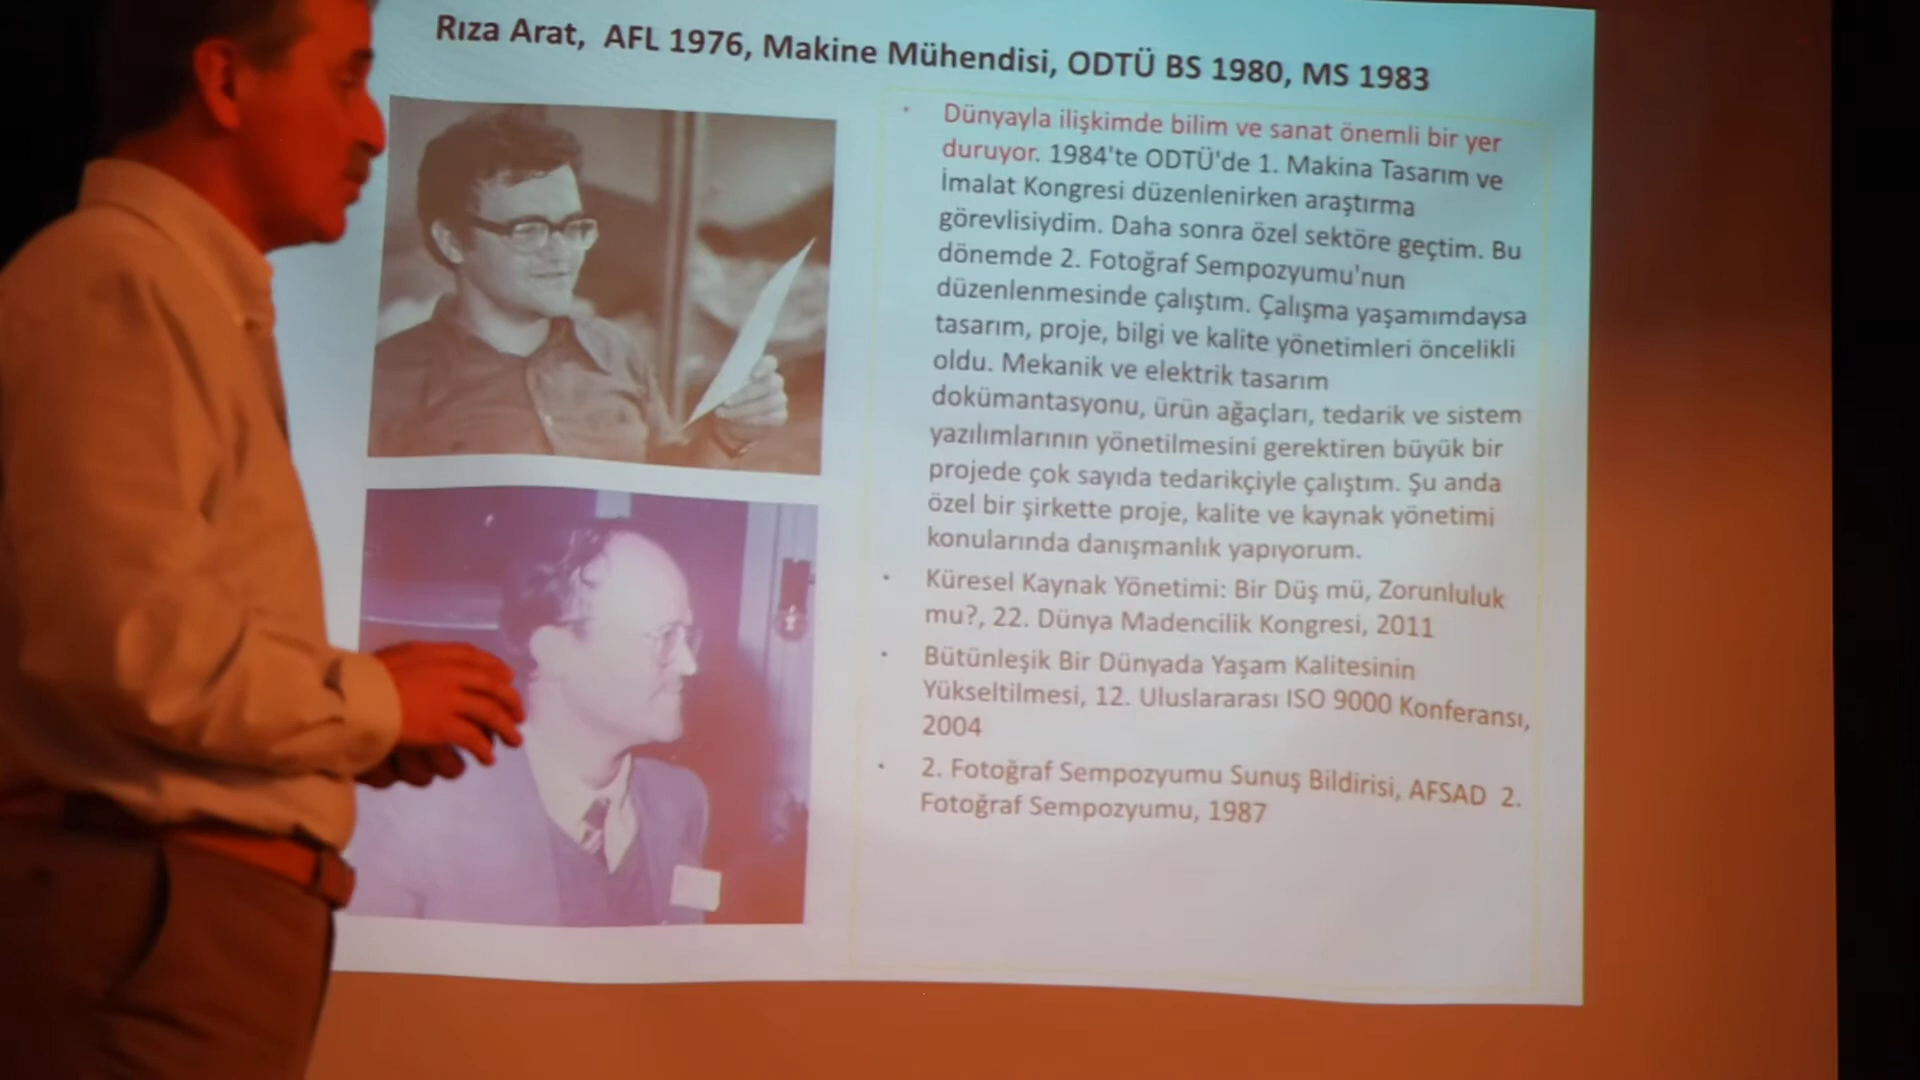 Rıza Arat, AFL 1976, Makine Mühendisi, ODTÜ BS 1980, MS 1983
• Dünyayla ilişkimde bilim ve sanat önemli bir yer
duruyor. 1984'te ODTÜ'de 1. Makina Tasarım ve
İmalat Kongresi düzenlenirken araştırma
görevlisiydim. Daha sonra özel sektöre geçtim. Bu
dönemde 2. Fotoğraf Sempozyumu'nun
düzenlenmesinde çalıştım. Çalışma yaşamımdaysa
tasarım, proje, bilgi ve kalite yönetimleri öncelikli
oldu. Mekanik ve elektrik tasarım
dokümantasyonu, ürün ağaçları, tedarik ve sistem
yazılımlarının yönetilmesini gerektiren büyük bir
projede çok sayıda tedarikçiyle çalıştım. Şu anda
özel bir şirkette proje, kalite ve kaynak yönetimi
konularında danışmanlık yapıyorum.
• Küresel Kaynak Yönetimi: Bir Düş mü, Zorunluluk
mu?, 22. Dünya Madencilik Kongresi, 2011
• Bütünleşik Bir Dünyada Yaşam Kalitesinin
Yükseltilmesi, 12. Uluslararası ISO 9000 Konferansı,
2004
• 2. Fotoğraf Sempozyumu Sunuş Bildirisi, AFSAD 2.
Fotoğraf Sempozyumu, 1987